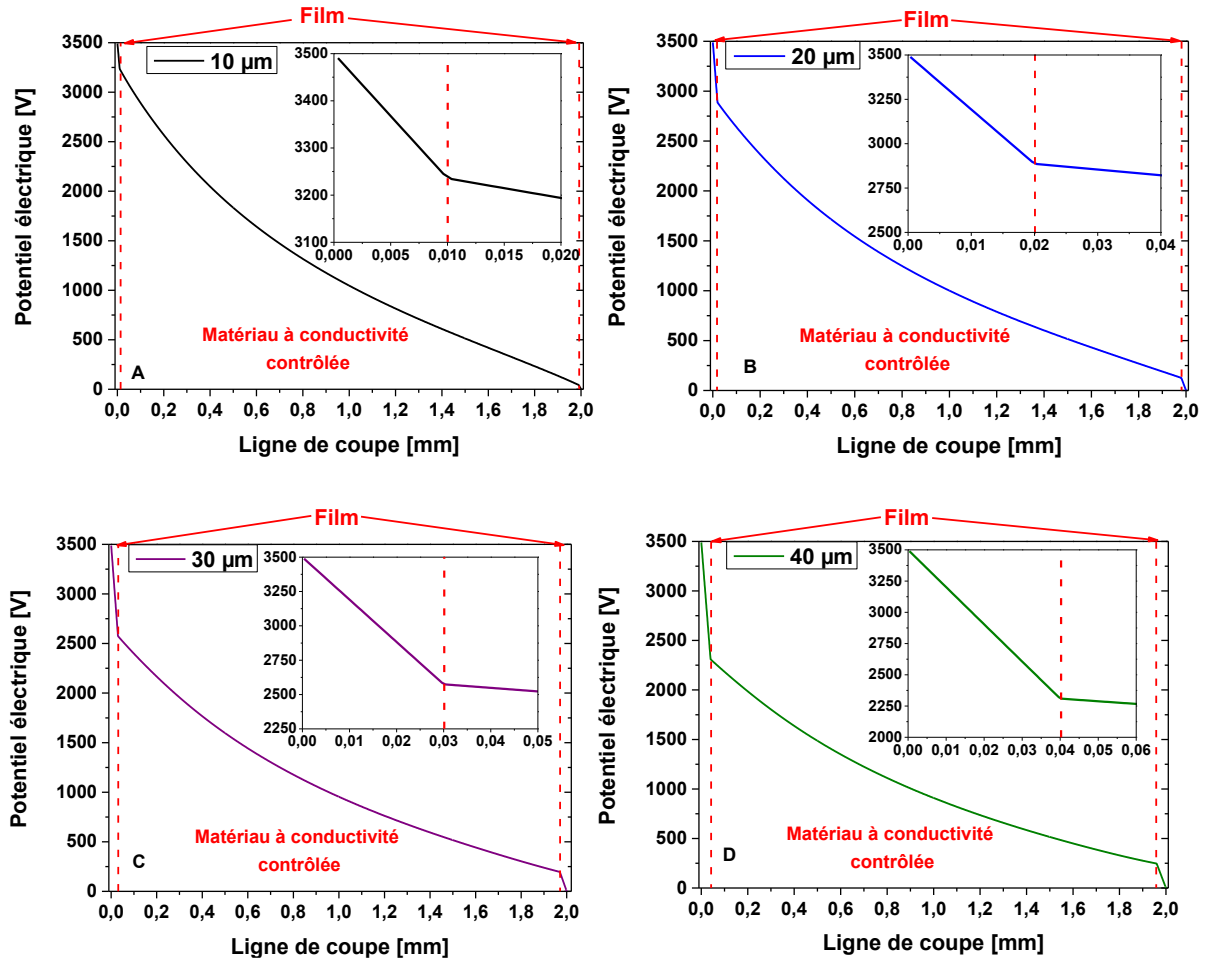 Film
10 µm
Potentiel électrique [V]
3500
3000
2500
2000
1500
1000
500
0
3500
3400
3300
3200
3100
0,000 0,005 0,010 0,015 0,020
Matériau à conductivité
contrôlée
A
0,0 0,2 0,4 0,6 0,8 1,0 1,2 1,4 1,6 1,8 2,0
Ligne de coupe [mm]
Film
20 µm
Potentiel électrique [V]
3500
3000
2500
2000
1500
1000
500
0
3500
3250
3000
2750
2500
0,00 0,01 0,02 0,03 0,04
Matériau à conductivité
contrôlée
B
0,0 0,2 0,4 0,6 0,8 1,0 1,2 1,4 1,6 1,8 2,0
Ligne de coupe [mm]
Film
30 µm
Potentiel électrique [V]
3500
3000
2500
2000
1500
1000
500
0
3500
3250
3000
2750
2500
2250
0,00 0,01 0,02 0,03 0,04 0,05
Matériau à conductivité
contrôlée
C
0,0 0,2 0,4 0,6 0,8 1,0 1,2 1,4 1,6 1,8 2,0
Ligne de coupe [mm]
Film
40 µm
Potentiel électrique [V]
3500
3000
2500
2000
1500
1000
500
0
3500
3250
3000
2750
2500
2250
2000
0,00 0,01 0,02 0,03 0,04 0,05 0,06
Matériau à conductivité
contrôlée
D
0,0 0,2 0,4 0,6 0,8 1,0 1,2 1,4 1,6 1,8 2,0
Ligne de coupe [mm]